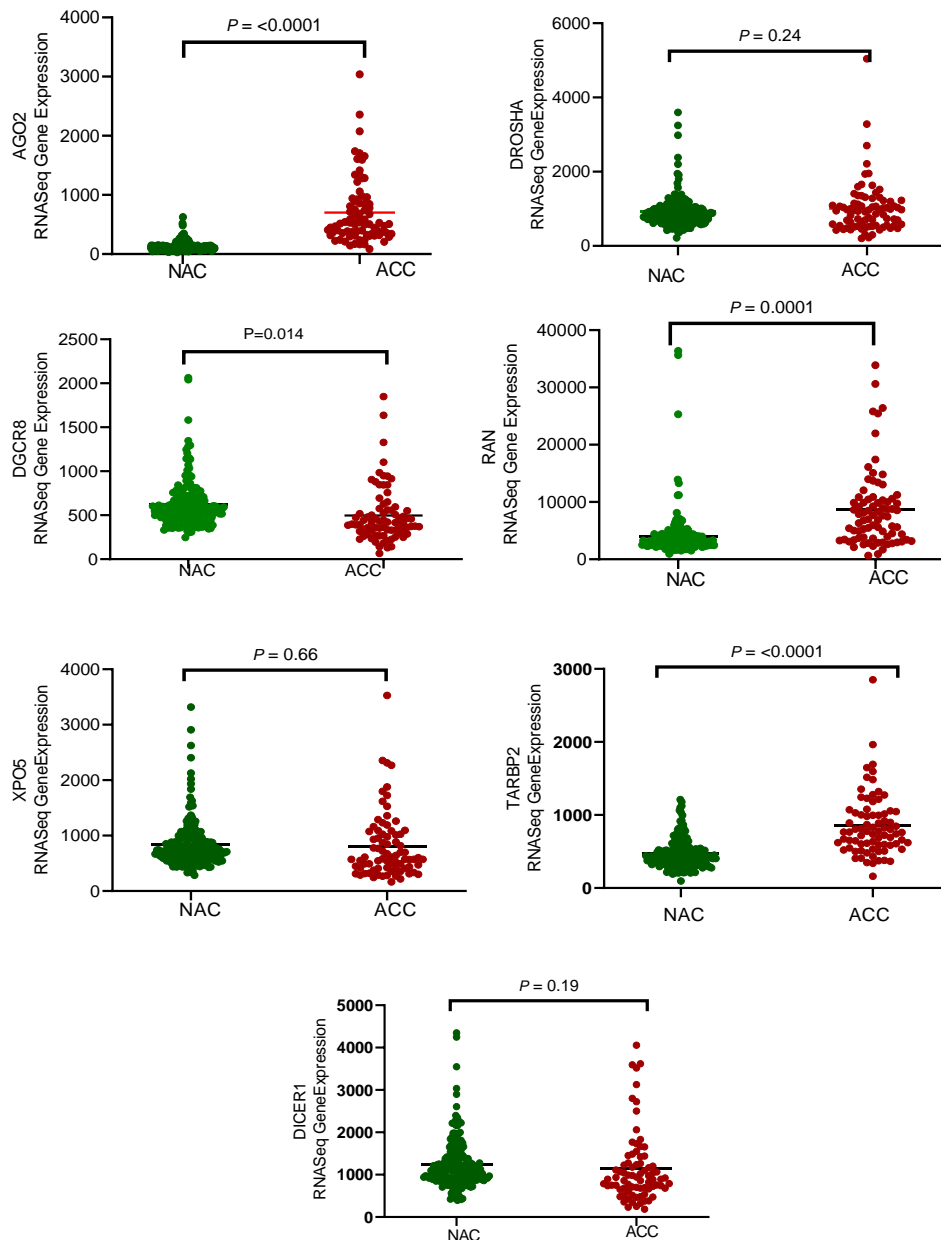 P = <0.0001
AGO2
RNASeq Gene Expression
4000
3000
2000
1000
0
NAC
ACC
P = 0.24
DROSHA
RNASeq GeneExpression
6000
4000
2000
0
NAC
ACC
P=0.014
DGCR8
RNASeq Gene Expression
2500
2000
1500
1000
500
0
NAC
ACC
P = 0.0001
RAN
RNASeq Gene Expression
40000
30000
20000
10000
0
NAC
ACC
P = 0.66
XPO5
RNASeq GeneExpression
4000
3000
2000
1000
0
NAC
ACC
P = <0.0001
TARBP2
RNASeq GeneExpression
3000
2000
1000
0
NAC
ACC
P = 0.19
DICER1
RNASeq GeneExpression
5000
4000
3000
2000
1000
0
NAC
ACC